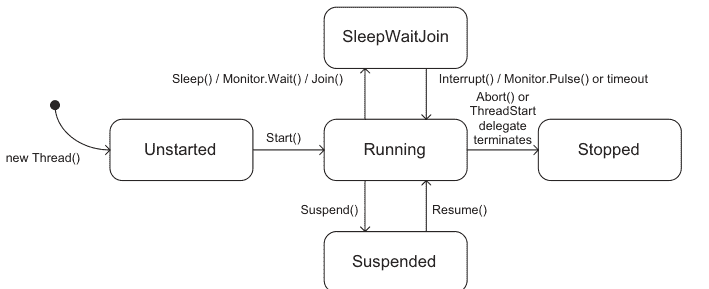 SleepWaitJoin
Sleep() / Monitor.Wait() / Join()
Interrupt() / Monitor.Pulse() or timeout
Abort() or
ThreadStart
delegate
terminates
new Thread()
Unstarted
Start()
Running
Stopped
Suspend()
Resume()
Suspended